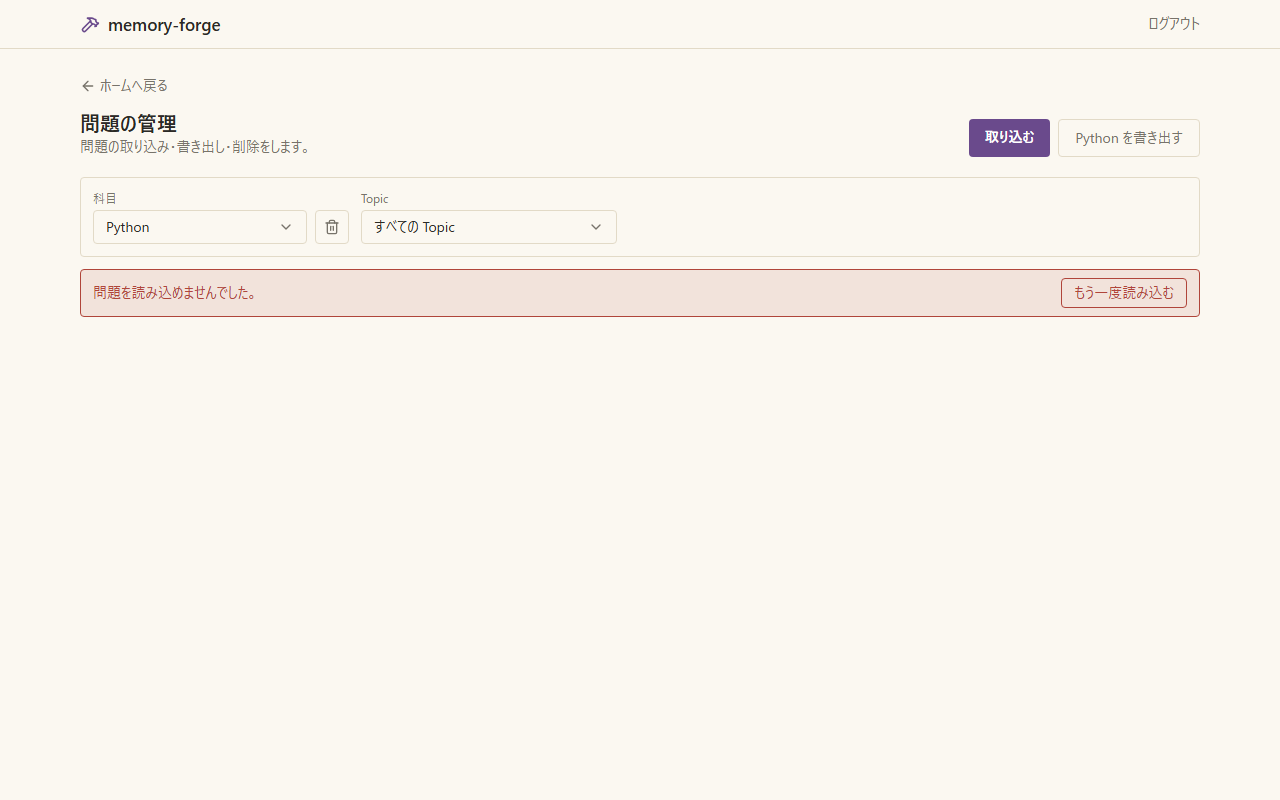 memory-forge
ログアウト
ホームへ戻る
問題の管理
問題の取り込み・書き出し・削除をします。
取り込む
Python を書き出す
科目
Topic
Python
すべての Topic
問題を読み込めませんでした。
もう一度読み込む